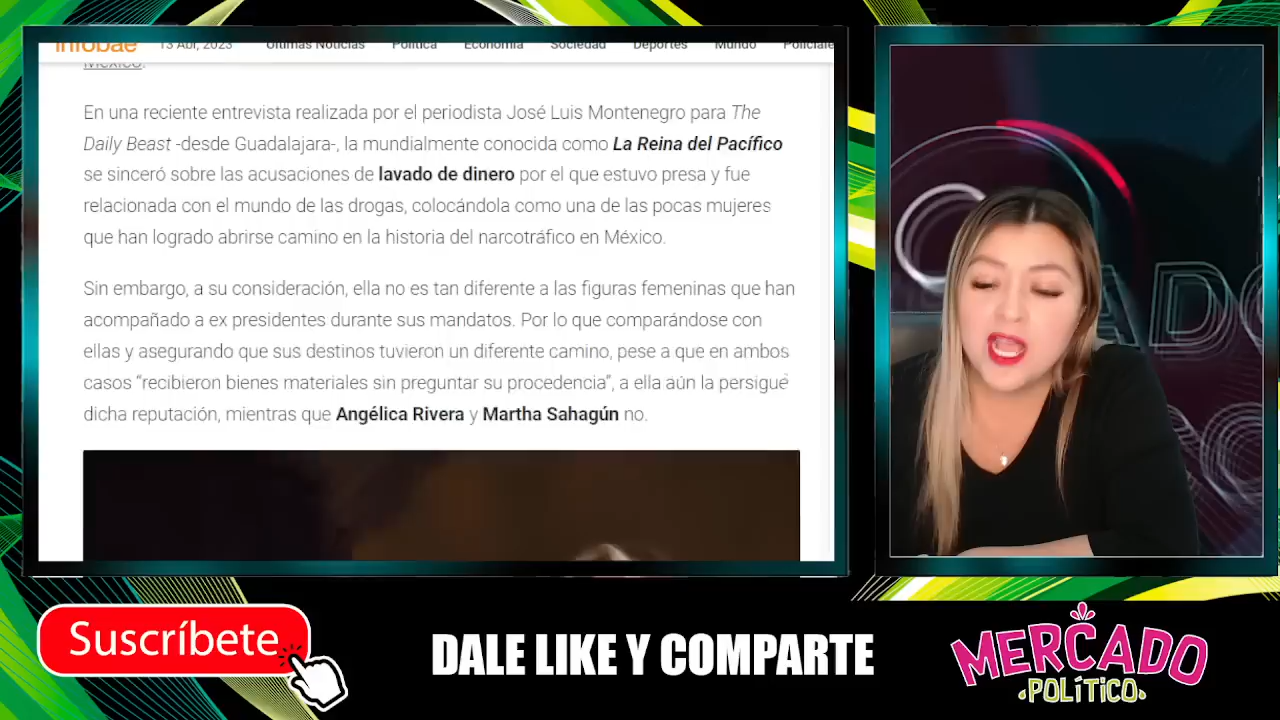 infobae 13 Abr, 2023 Últimas Noticias Política Economía Sociedad Deportes Mundo Policiales
México.
En una reciente entrevista realizada por el periodista José Luis Montenegro para The
Daily Beast -desde Guadalajara-, la mundialmente conocida como La Reina del Pacífico
se sinceró sobre las acusaciones de lavado de dinero por el que estuvo presa y fue
relacionada con el mundo de las drogas, colocándola como una de las pocas mujeres
que han logrado abrirse camino en la historia del narcotráfico en México.
Sin embargo, a su consideración, ella no es tan diferente a las figuras femeninas que han
acompañado a ex presidentes durante sus mandatos. Por lo que comparándose con
ellas y asegurando que sus destinos tuvieron un diferente camino, pese a que en ambos
casos “recibieron bienes materiales sin preguntar su procedencia”, a ella aún la persigue
dicha reputación, mientras que Angélica Rivera y Martha Sahagún no.
Suscríbete
DALE LIKE Y COMPARTE
MERCADO
POLíTICO